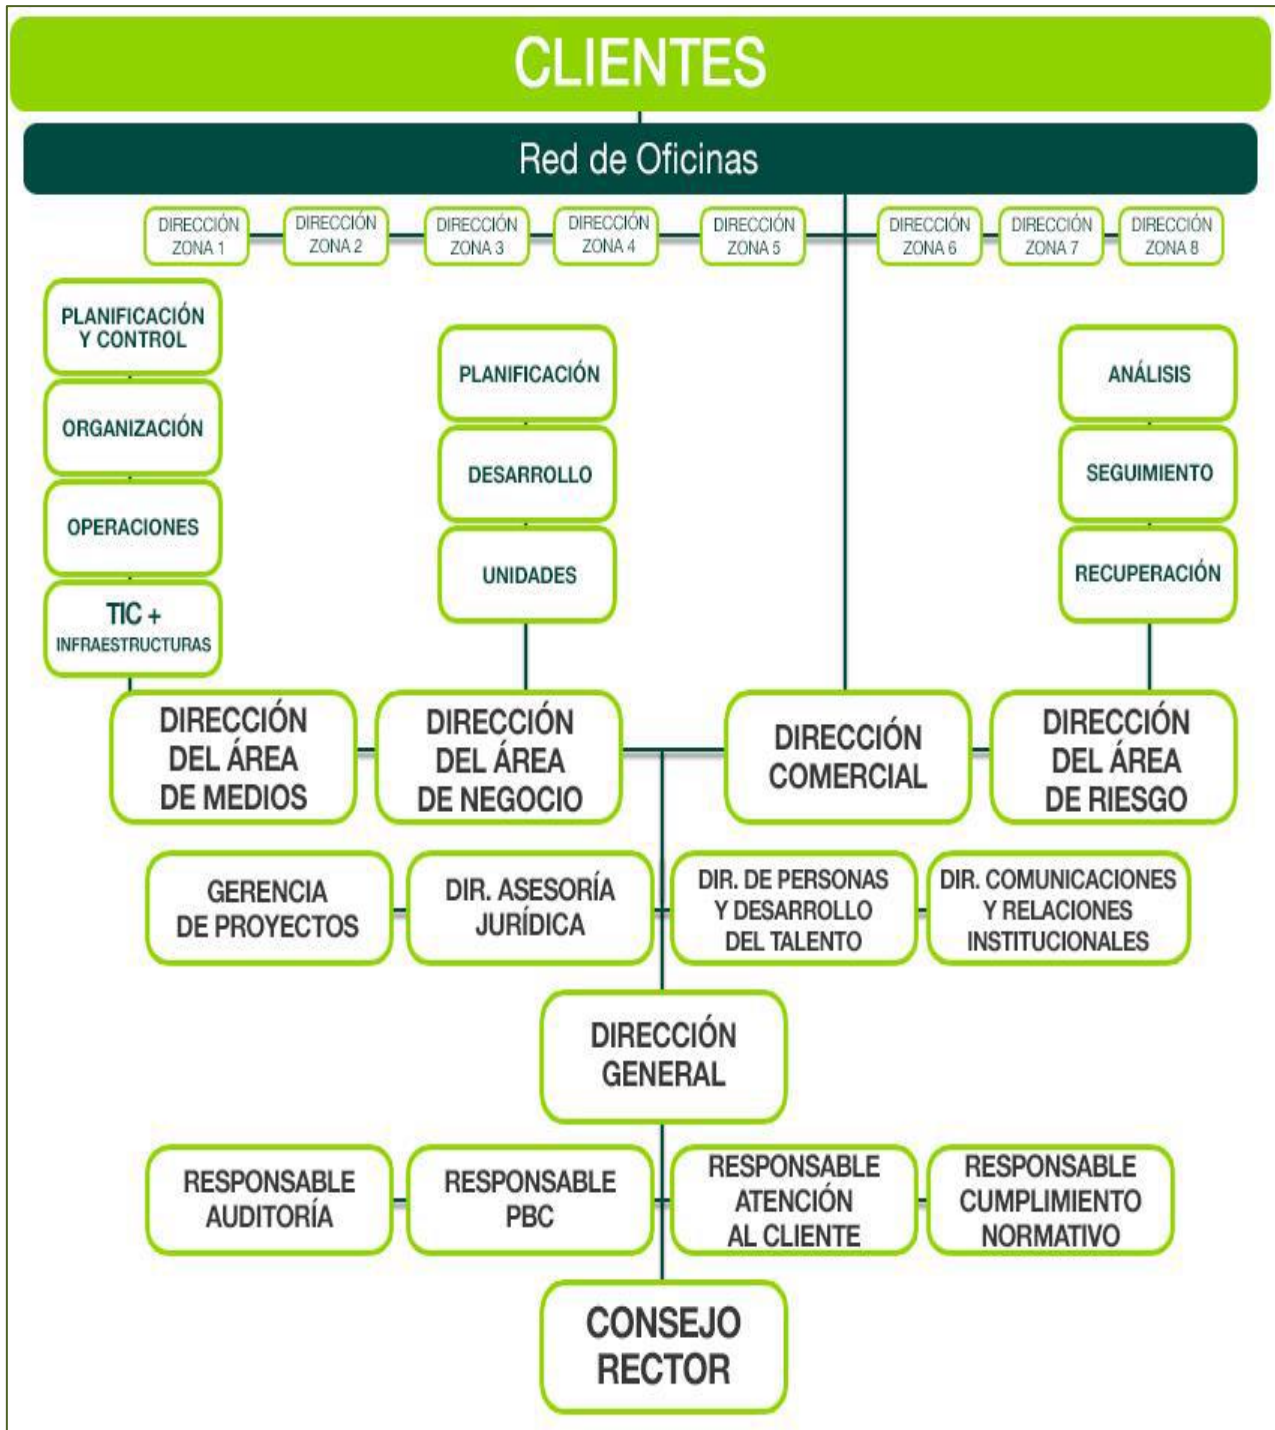 CLIENTES
Red de Oficinas
DIRECCIÓN
ZONA 1
DIRECCIÓN
ZONA 2
DIRECCIÓN
ZONA 3
DIRECCIÓN
ZONA 4
DIRECCIÓN
ZONA 5
DIRECCIÓN
ZONA 6
DIRECCIÓN
ZONA 7
DIRECCIÓN
ZONA 8
PLANIFICACIÓN
Y CONTROL
ORGANIZACIÓN
OPERACIONES
TIC +
INFRAESTRUCTURAS
PLANIFICACIÓN
DESARROLLO
UNIDADES
ANÁLISIS
SEGUIMIENTO
RECUPERACIÓN
DIRECCIÓN
DEL ÁREA
DE MEDIOS
DIRECCIÓN
DEL ÁREA
DE NEGOCIO
DIRECCIÓN
COMERCIAL
DIRECCIÓN
DEL ÁREA
DE RIESGO
GERENCIA
DE PROYECTOS
DIR. ASESORÍA
JURÍDICA
DIR. DE PERSONAS
Y DESARROLLO
DEL TALENTO
DIR. COMUNICACIONES
Y RELACIONES
INSTITUCIONALES
DIRECCIÓN
GENERAL
RESPONSABLE
AUDITORÍA
RESPONSABLE
PBC
RESPONSABLE
ATENCIÓN
AL CLIENTE
RESPONSABLE
CUMPLIMIENTO
NORMATIVO
CONSEJO
RECTOR